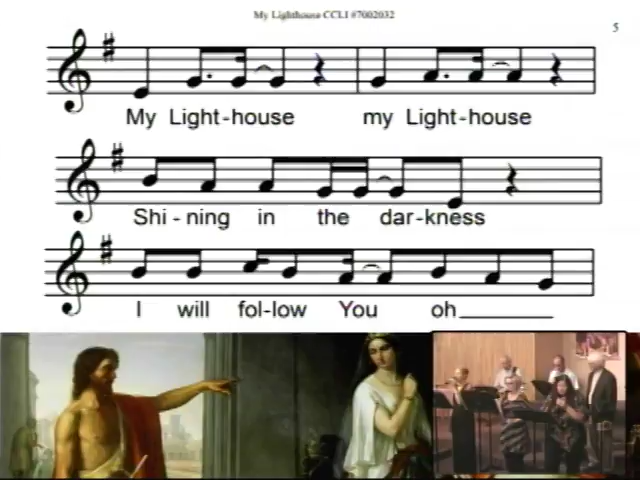 My Lighthouse CCLI #7002032
5
My Light-house my Light-house
Shi-ning in the dar-kness
I will fol-low You oh______